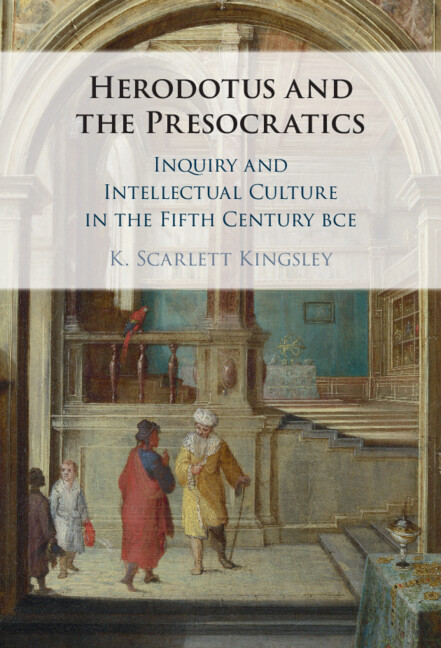 HERODOTUS AND
THE PRESOCRATICS
INQUIRY AND
INTELLECTUAL CULTURE
IN THE FIFTH CENTURY BCE
K. SCARLETT KINGSLEY